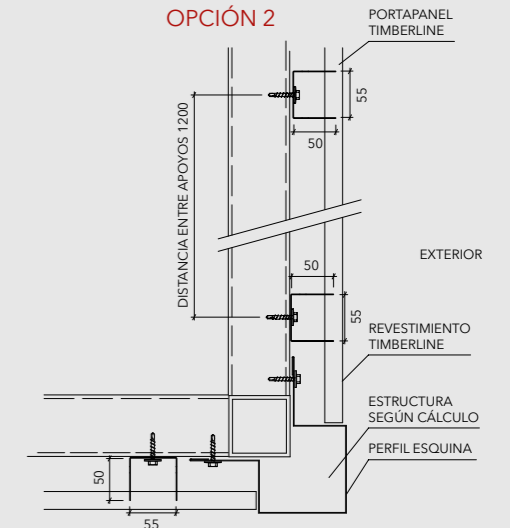 OPCIÓN 2
PORTAPANEL
TIMBERLINE
55
50
DISTANCIA ENTRE APOYOS 1200
EXTERIOR
50
55
REVESTIMIENTO
TIMBERLINE
ESTRUCTURA
SEGÚN CÁLCULO
PERFIL ESQUINA
50
55